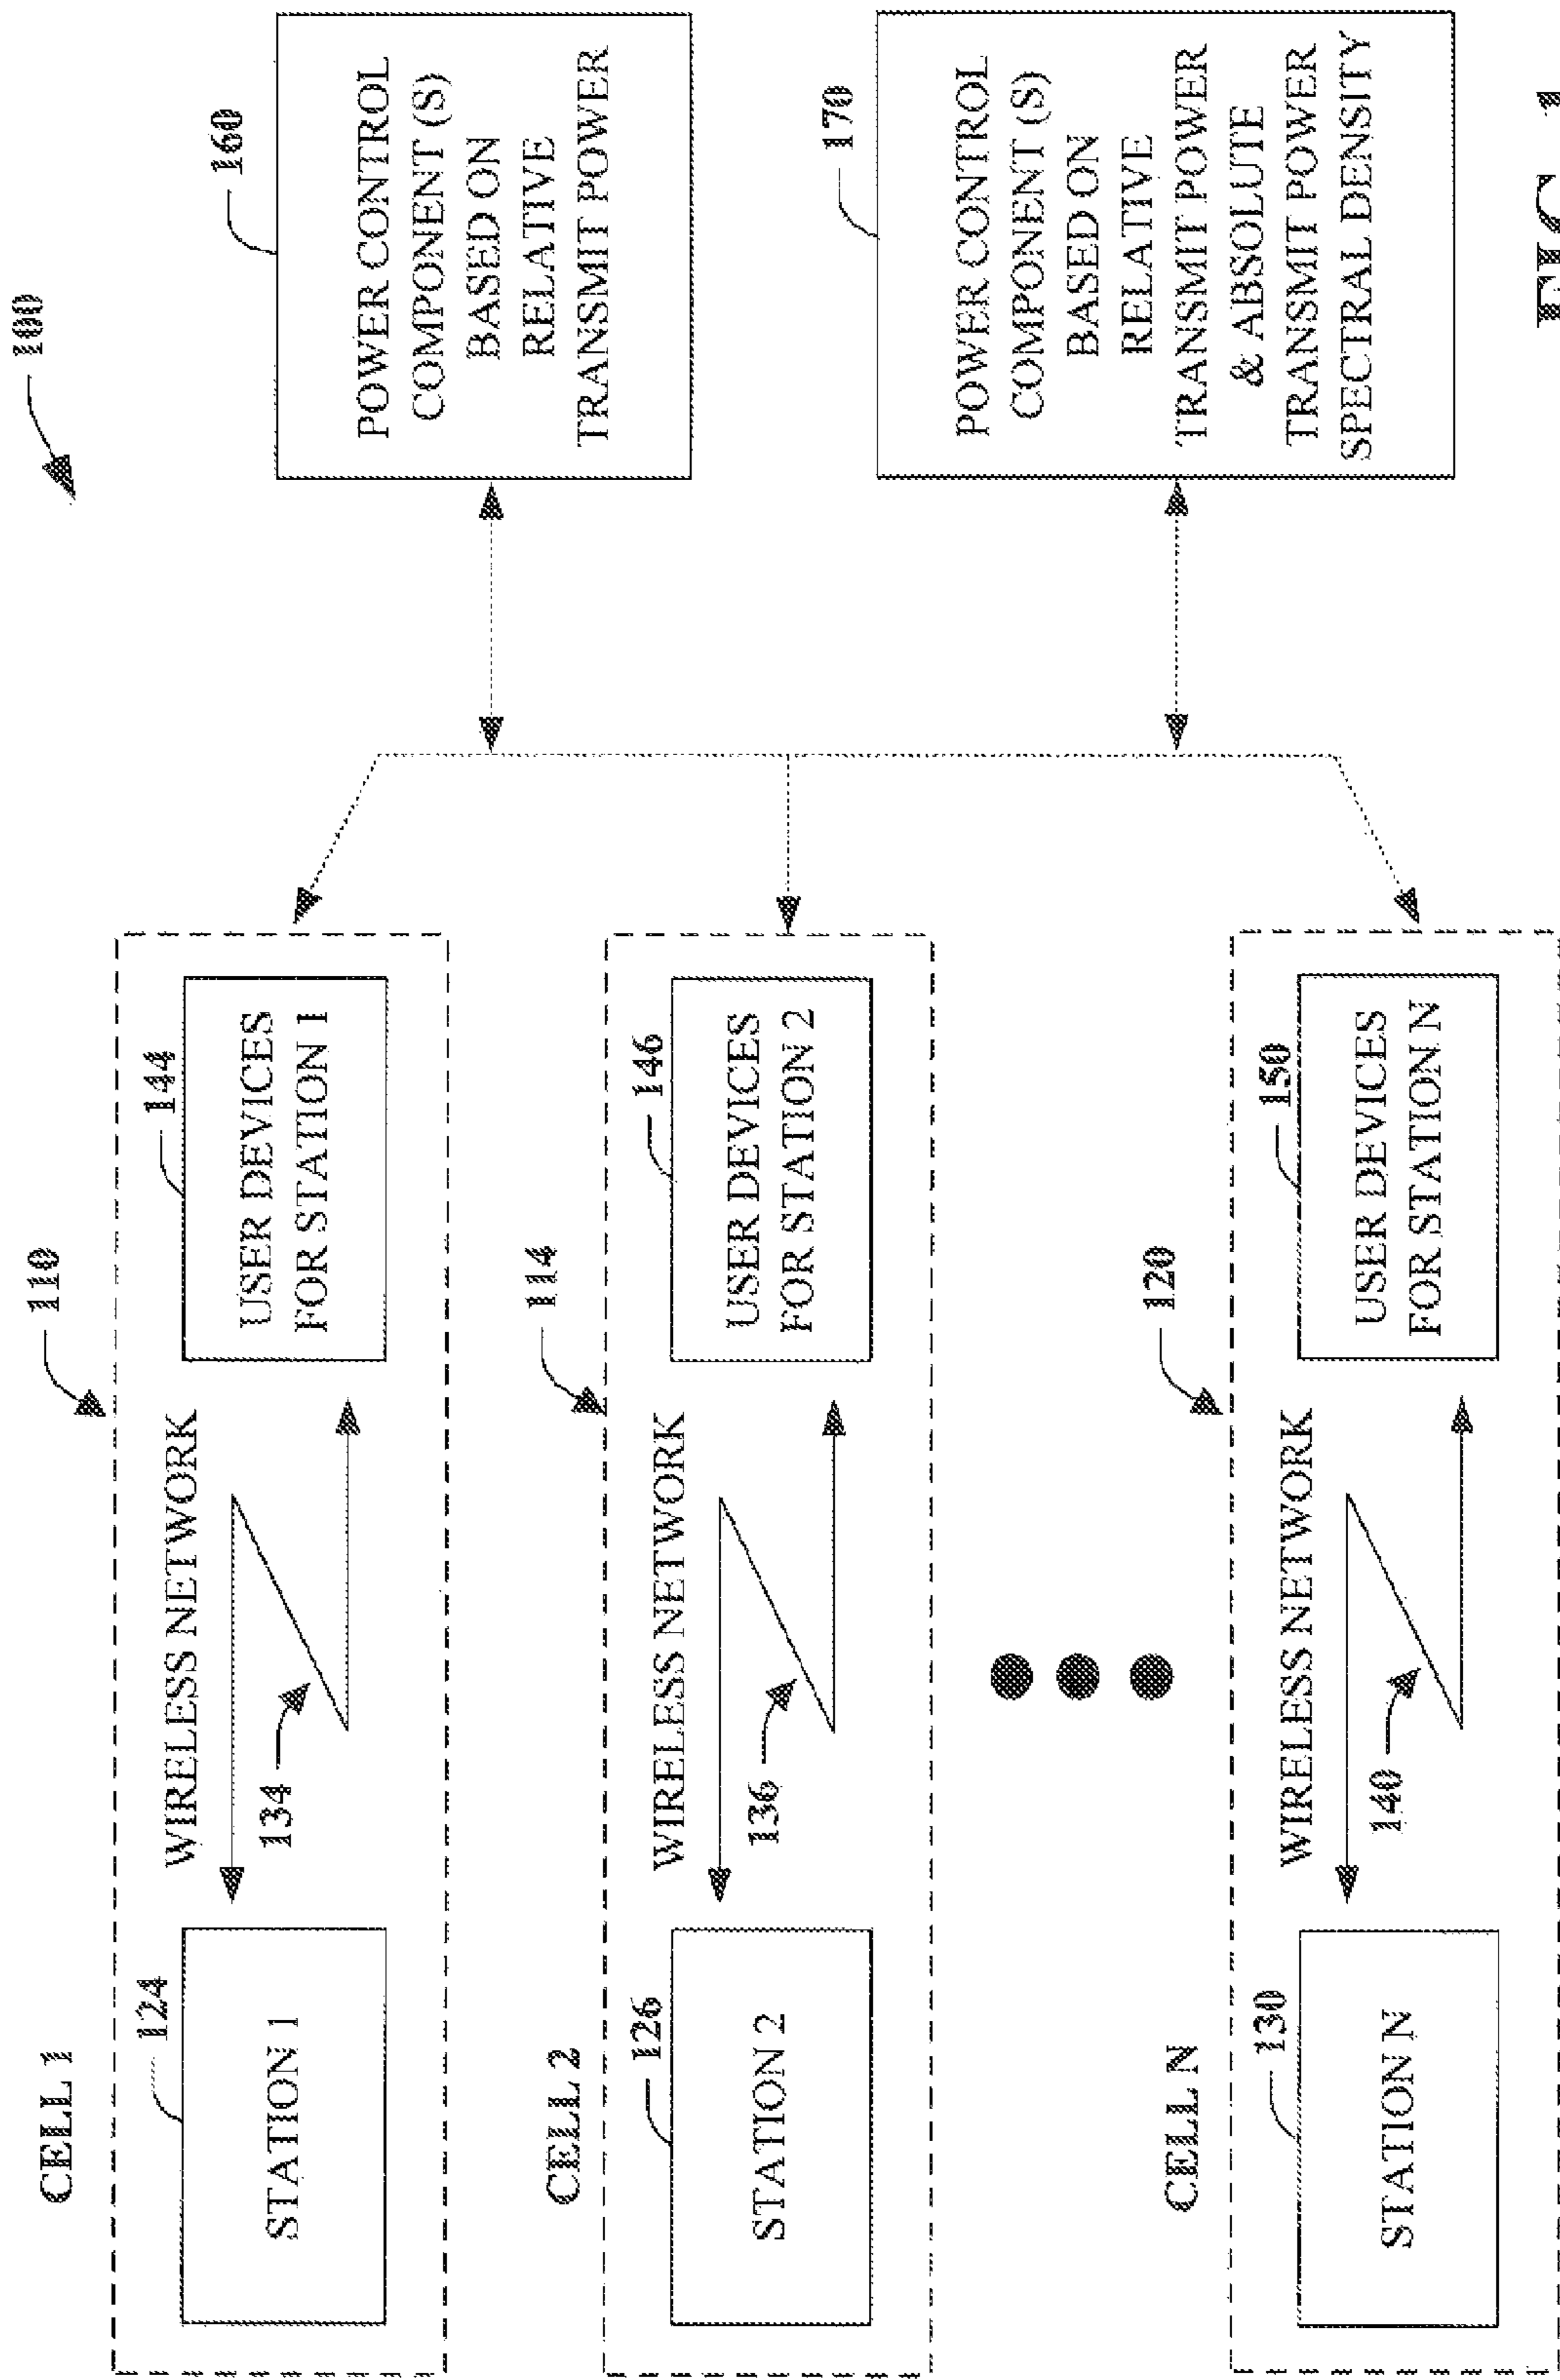 100
CELL 1
110
124
STATION 1
WIRELESS NETWORK
134
144
USER DEVICES
FOR STATION 1
160
POWER CONTROL
COMPONENT (S)
BASED ON
RELATIVE
TRANSMIT POWER
CELL 2
114
126
STATION 2
WIRELESS NETWORK
136
146
USER DEVICES
FOR STATION 2
170
POWER CONTROL
COMPONENT (S)
BASED ON
RELATIVE
TRANSMIT POWER
& ABSOLUTE
TRANSMIT POWER
SPECTRAL DENSITY
CELL N
120
130
STATION N
WIRELESS NETWORK
140
150
USER DEVICES
FOR STATION N